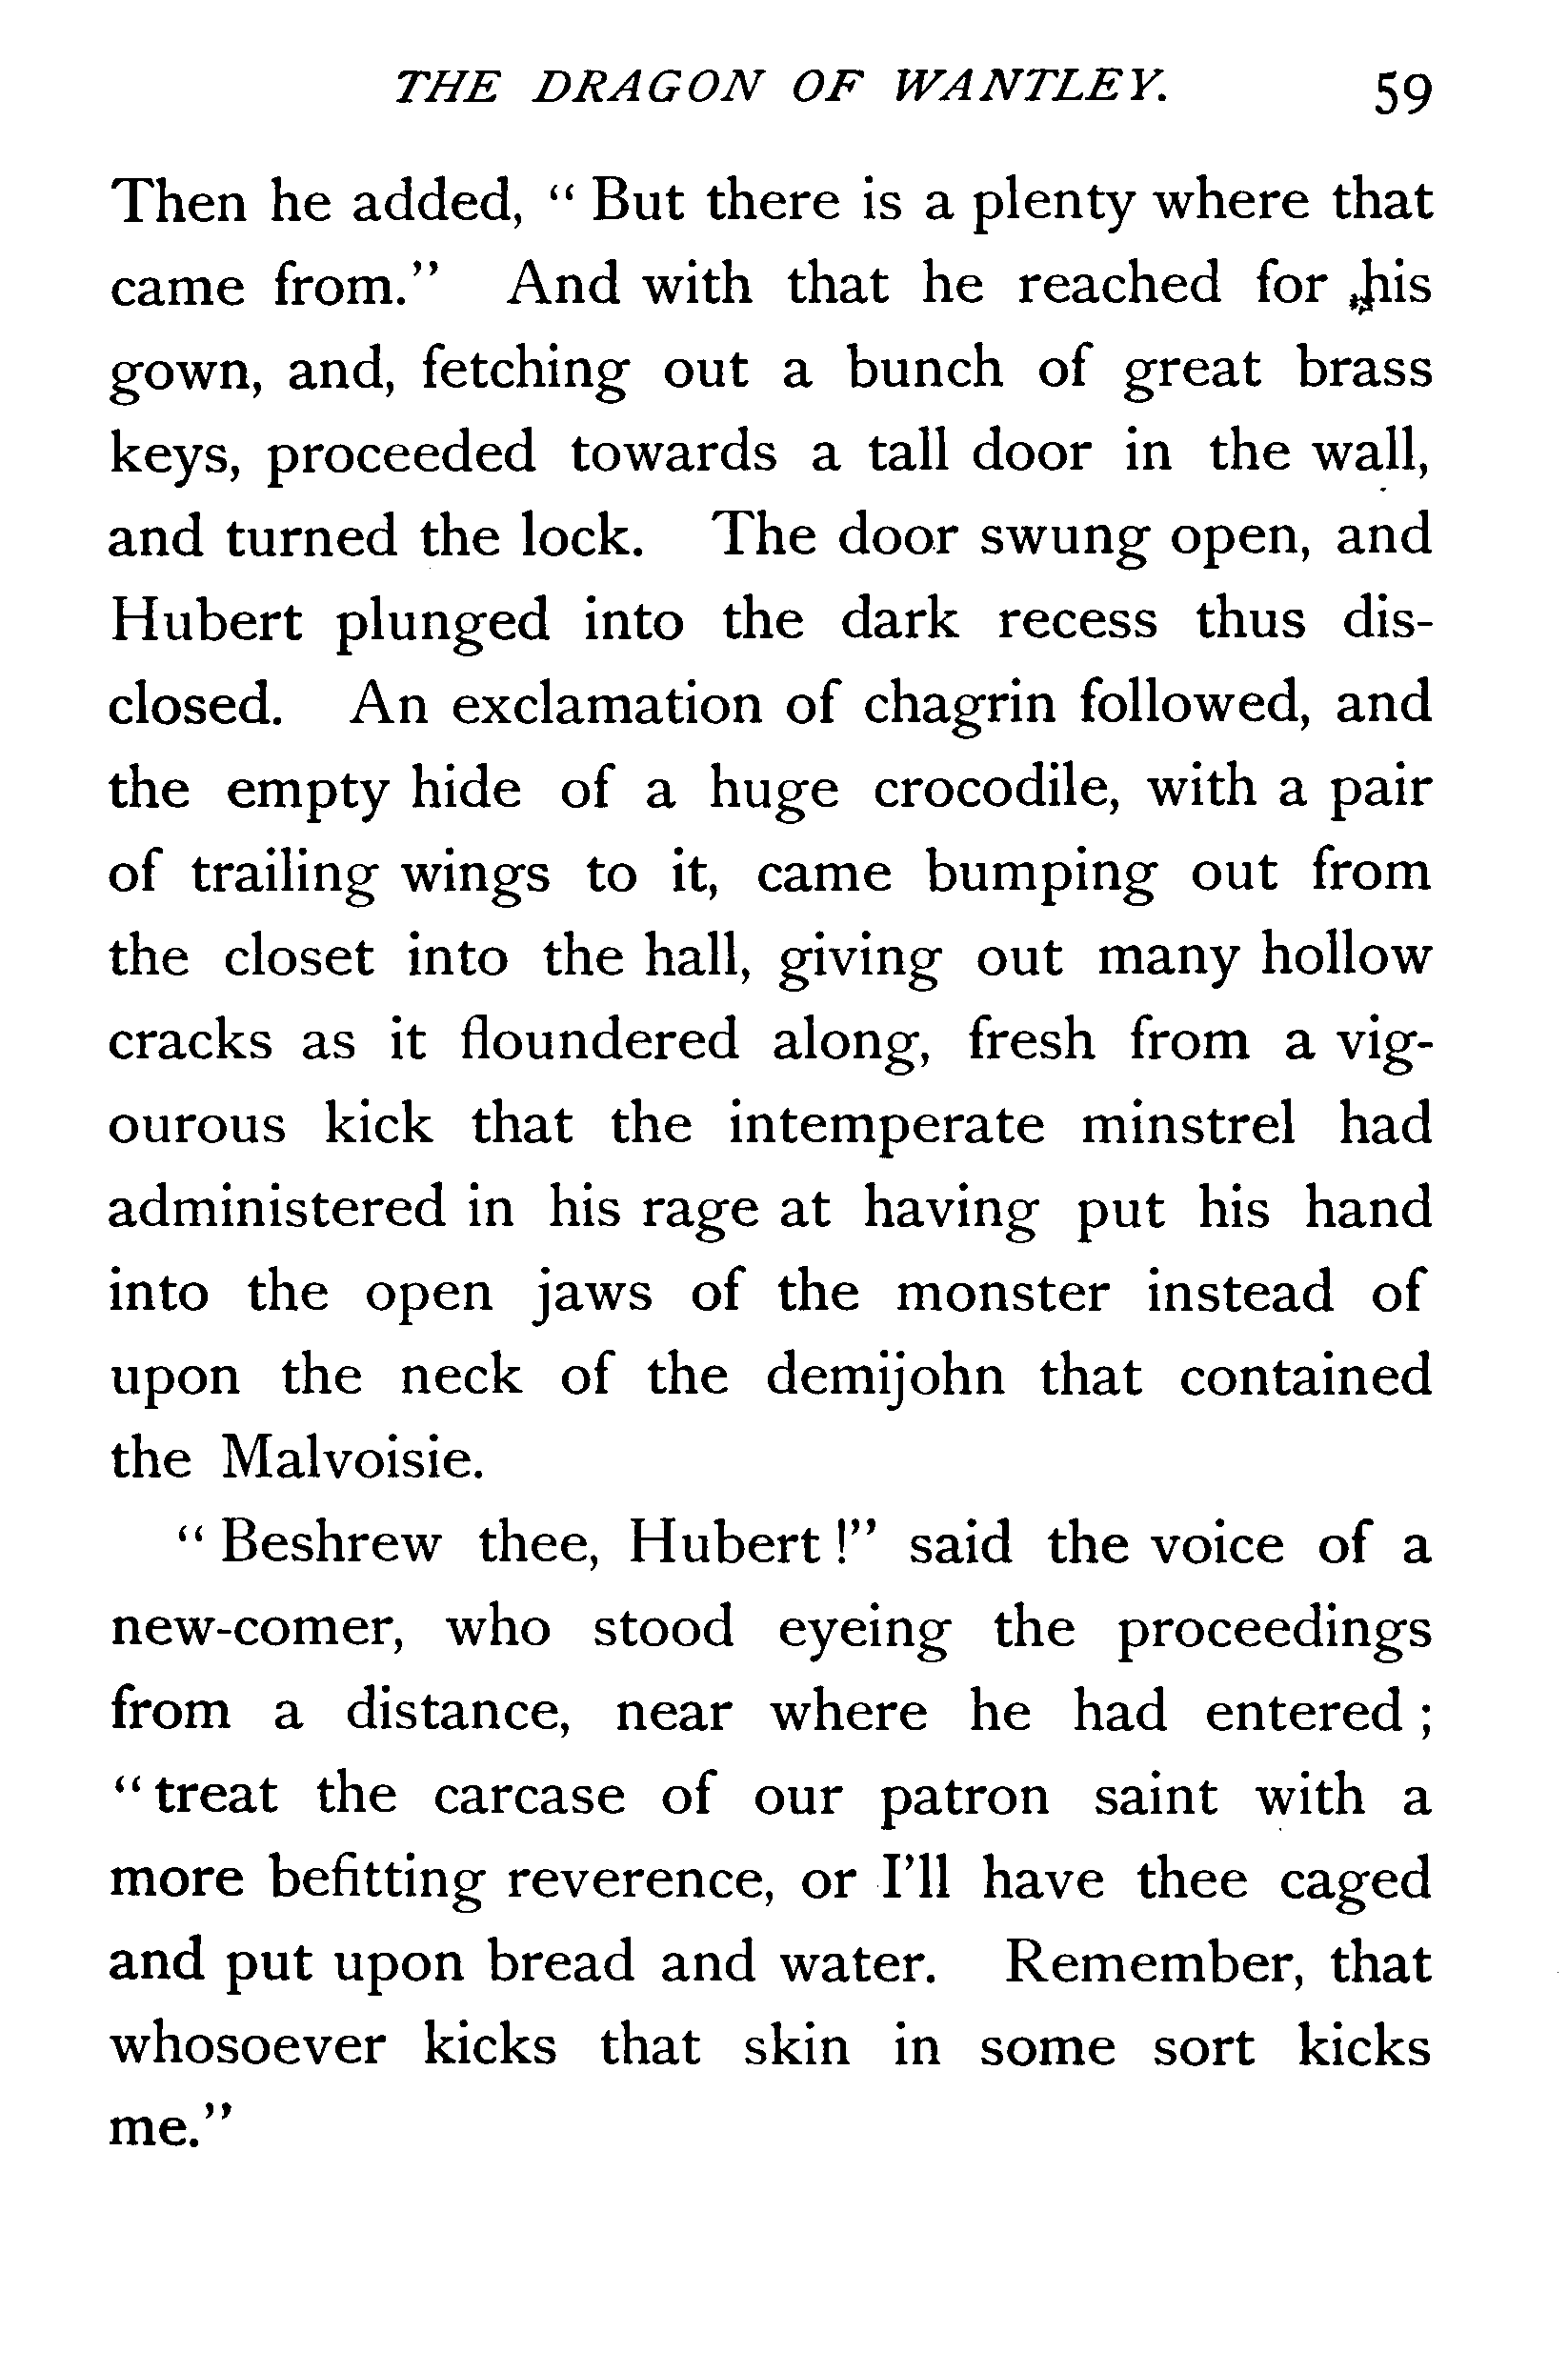 THE DRAGON OF WANTLEY. 59
Then he added, “ But there is a plenty where that
came from.” And with that he reached for his
gown, and, fetching out a bunch of great brass
keys, proceeded towards a tall door in the wall,
and turned the lock. The door swung open, and
Hubert plunged into the dark recess thus dis-
closed. An exclamation of chagrin followed, and
the empty hide of a huge crocodile, with a pair
of trailing wings to it, came bumping out from
the closet into the hall, giving out many hollow
cracks as it floundered along, fresh from a vig-
ourous kick that the intemperate minstrel had
administered in his rage at having put his hand
into the open jaws of the monster instead of
upon the neck of the demijohn that contained
the Malvoisie.
“ Beshrew thee, Hubert !” said the voice of a
new-comer, who stood eyeing the proceedings
from a distance, near where he had entered ;
“ treat the carcase of our patron saint with a
more befitting reverence, or I’ll have thee caged
and put upon bread and water. Remember, that
whosoever kicks that skin in some sort kicks
me.”